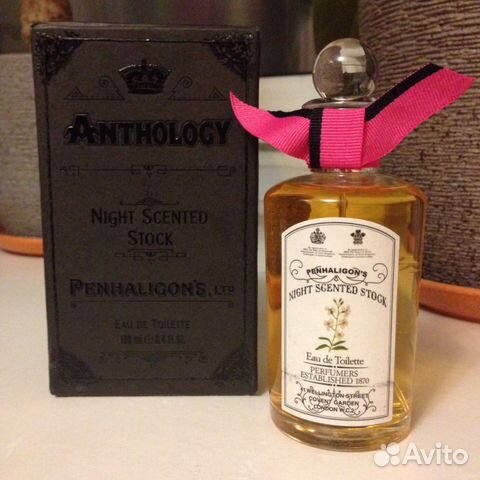 ANTHOLOGY
NIGHT SCENTED
STOCK
PENHALIGON'S, LTD
EAU DE TOILETTE
100 ml e 3.4 fl.oz.
PENHALIGON'S
NIGHT SCENTED STOCK
Eau de Toilette
PERFUMERS
ESTABLISHED 1870
41 WELLINGTON STREET
COVENT GARDEN
LONDON W.C.2
Avito